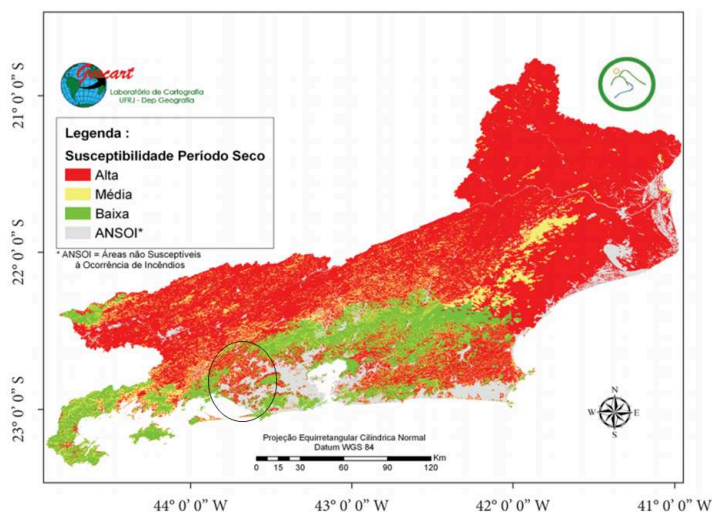 Geocart
Laboratório de Cartografia
UFRJ - Dep Geografia
Legenda :
Susceptibilidade Período Seco
Alta
Média
Baixa
ANSOI*
* ANSOI = Áreas não Susceptíveis
à Ocorrência de Incêndios
21° 0' 0" S
22° 0' 0" S
23° 0' 0" S
N
W E
S
Projeção Equirretangular Cilíndrica Normal
Datum WGS 84
Km
0 15 30 60 90 120
44° 0' 0" W 43° 0' 0" W 42° 0' 0" W 41° 0' 0" W